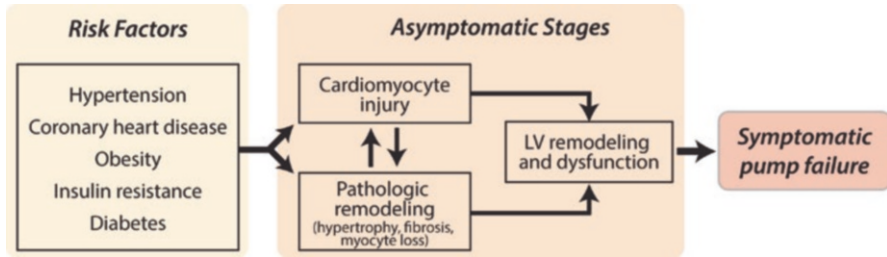 Risk Factors
Hypertension
Coronary heart disease
Obesity
Insulin resistance
Diabetes
Asymptomatic Stages
Cardiomyocyte
injury
Pathologic
remodeling
(hypertrophy, fibrosis,
myocyte loss)
LV remodeling
and dysfunction
Symptomatic
pump failure